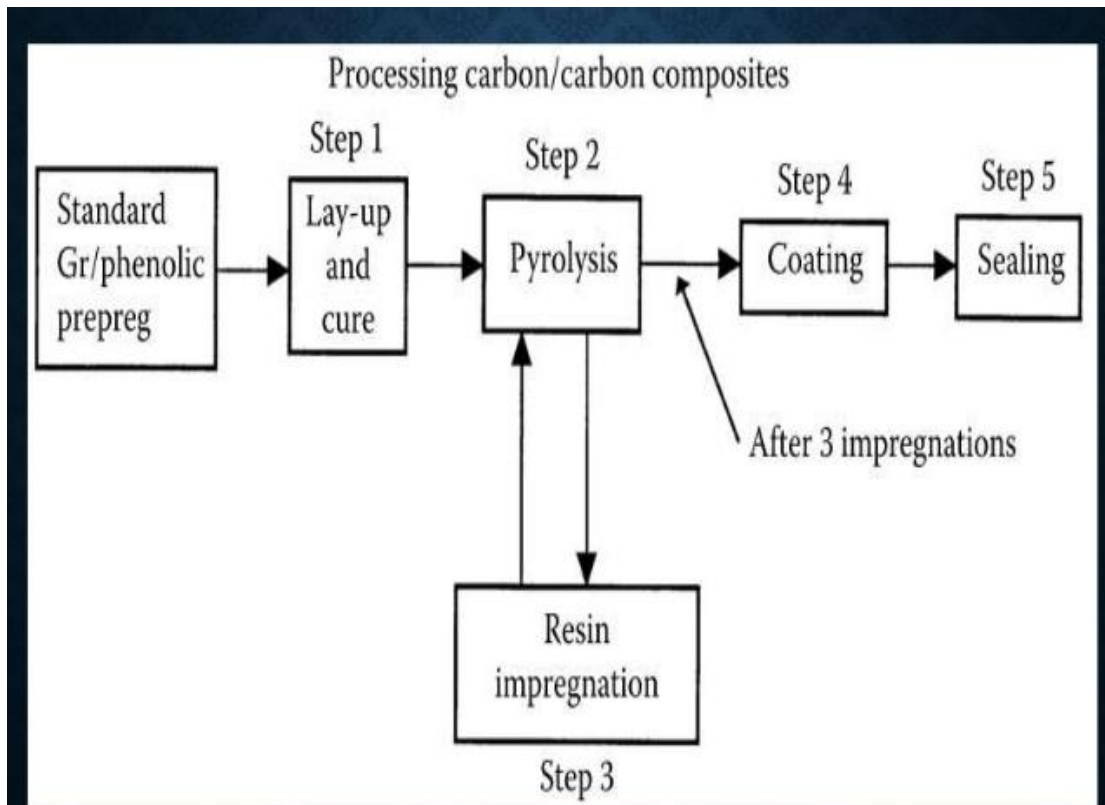 Processing carbon/carbon composites
Standard
Gr/phenolic
prepreg
Step 1
Lay-up
and
cure
Step 2
Pyrolysis
Step 4
Coating
Step 5
Sealing
After 3 impregnations
Resin
impregnation
Step 3